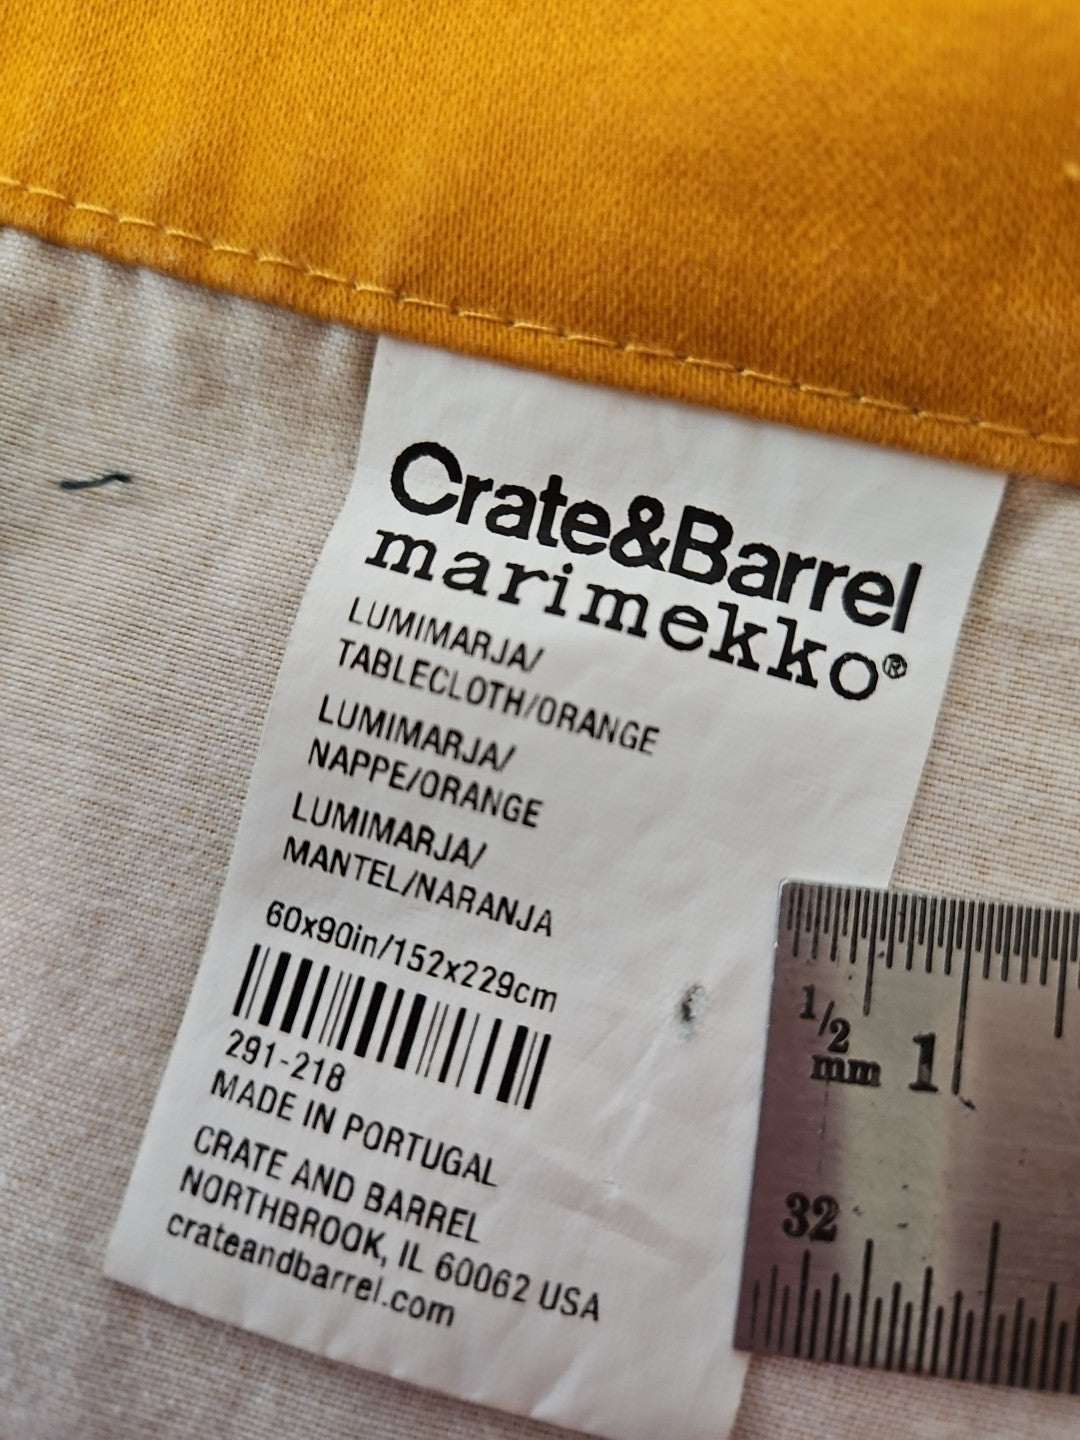 Crate&Barrel
marimekko®
LUMIMARJA/
TABLECLOTH/ORANGE
LUMIMARJA/
NAPPE/ORANGE
LUMIMARJA/
MANTEL/NARANJA
60x90in/152x229cm
291-218
MADE IN PORTUGAL
CRATE AND BARREL
NORTHBROOK, IL 60062 USA
crateandbarrel.com
1/2
mm 1
32